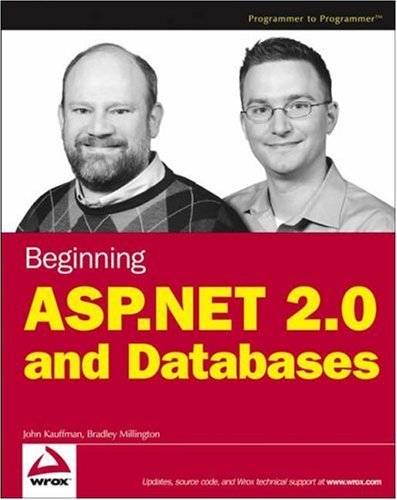 Programmer to Programmer™
Beginning
ASP.NET 2.0
and Databases
John Kauffman, Bradley Millington
wrox™
Updates, source code, and Wrox technical support at www.wrox.com